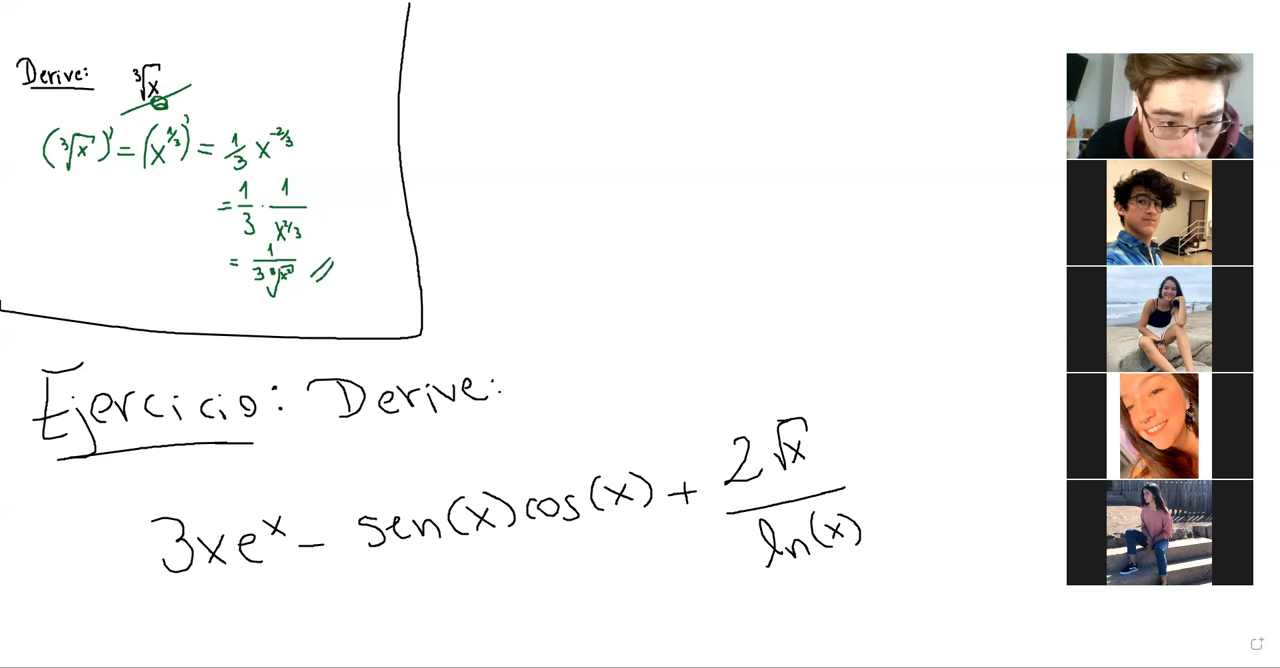 Derive: ∛x
(∛x)' = (x^{1/3})' = 1/3 x^{-2/3}
= 1/3 · 1/x^{2/3}
= 1/(3∛x²) //
Ejercicio: Derive:
3xe^x - sen(x)cos(x) + 2√x/ln(x)